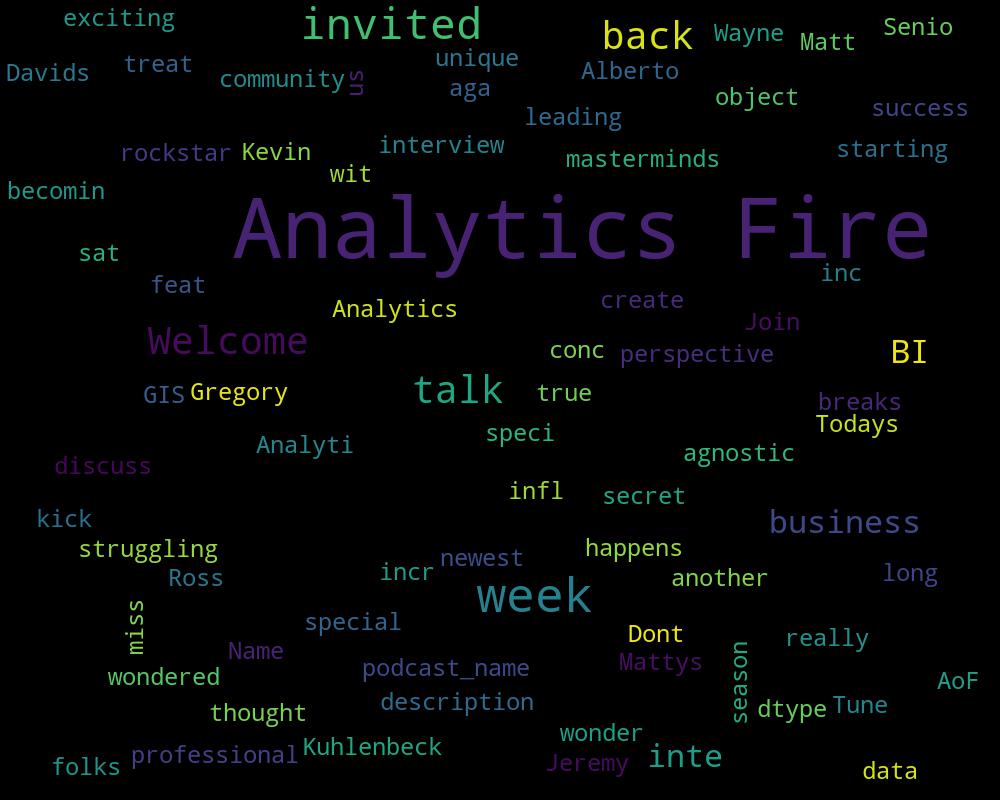 exciting
invited
back
Wayne
Matt
Senio
Davids
treat
community
us
unique
aga
Alberto
object
success
leading
rockstar
Kevin
wit
interview
masterminds
starting
becomin
Analytics Fire
sat
inc
feat
Analytics
create
Join
Welcome
conc
perspective
BI
GIS
Gregory
talk
true
breaks
Todays
speci
Analyti
agnostic
discuss
infl
secret
kick
business
struggling
happens
newest
Ross
incr
another
long
week
miss
special
Dont
really
Name
Mattys
season
wondered
podcast_name
AoF
description
thought
dtype
Tune
professional
Kuhlenbeck
wonder
inte
folks
Jeremy
data